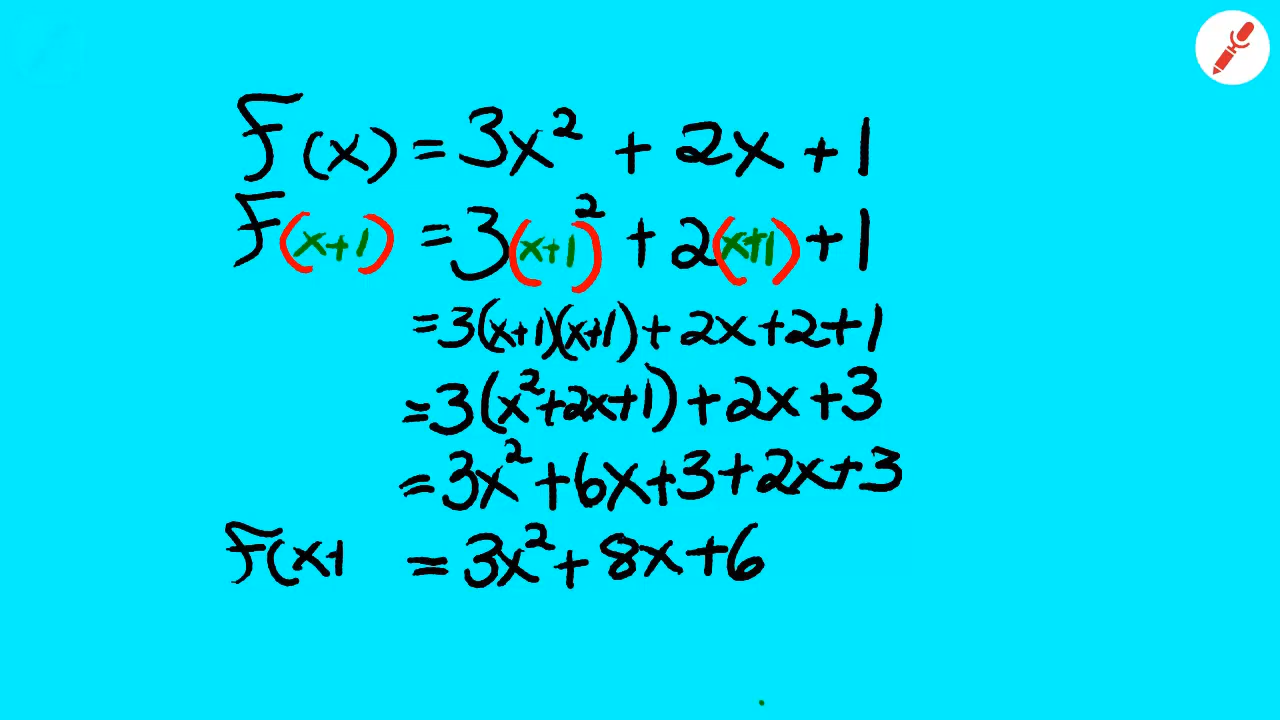 F(x) = 3x² + 2x + 1
F(x+1) = 3(x+1)² + 2(x+1) + 1
= 3(x+1)(x+1) + 2x + 2 + 1
= 3(x² + 2x + 1) + 2x + 3
= 3x² + 6x + 3 + 2x + 3
F(x+ = 3x² + 8x + 6